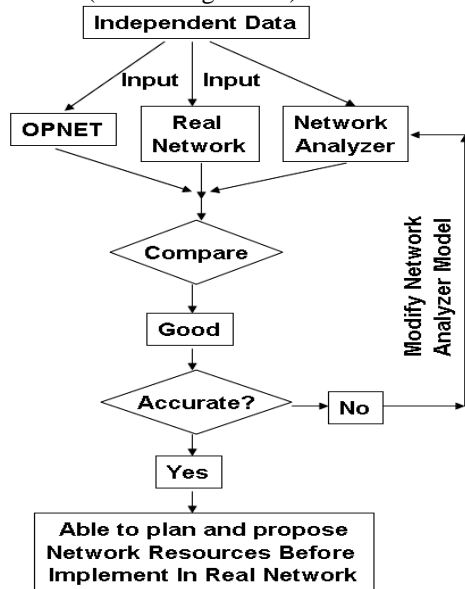 Independent Data
Input Input
OPNET
Real
Network
Network
Analyzer
Compare
Good
Accurate?
No
Modify Network
Analyzer Model
Yes
Able to plan and propose
Network Resources Before
Implement In Real Network